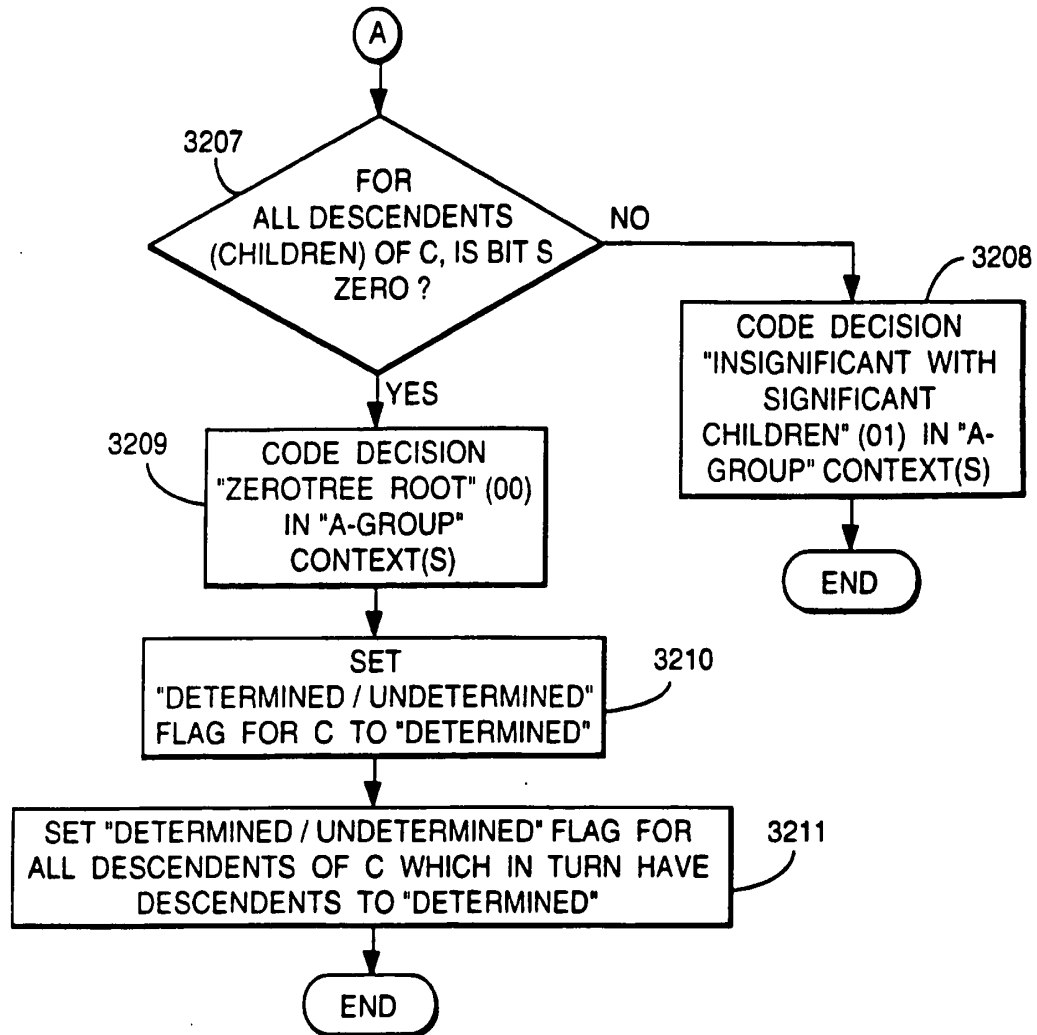 A
3207
FOR
ALL DESCENDENTS
(CHILDREN) OF C, IS BIT S
ZERO ?
NO
3208
CODE DECISION
"INSIGNIFICANT WITH
SIGNIFICANT
CHILDREN" (01) IN "A-
GROUP" CONTEXT(S)
END
YES
3209
CODE DECISION
"ZEROTREE ROOT" (00)
IN "A-GROUP"
CONTEXT(S)
3210
SET
"DETERMINED / UNDETERMINED"
FLAG FOR C TO "DETERMINED"
3211
SET "DETERMINED / UNDETERMINED" FLAG FOR
ALL DESCENDENTS OF C WHICH IN TURN HAVE
DESCENDENTS TO "DETERMINED"
END